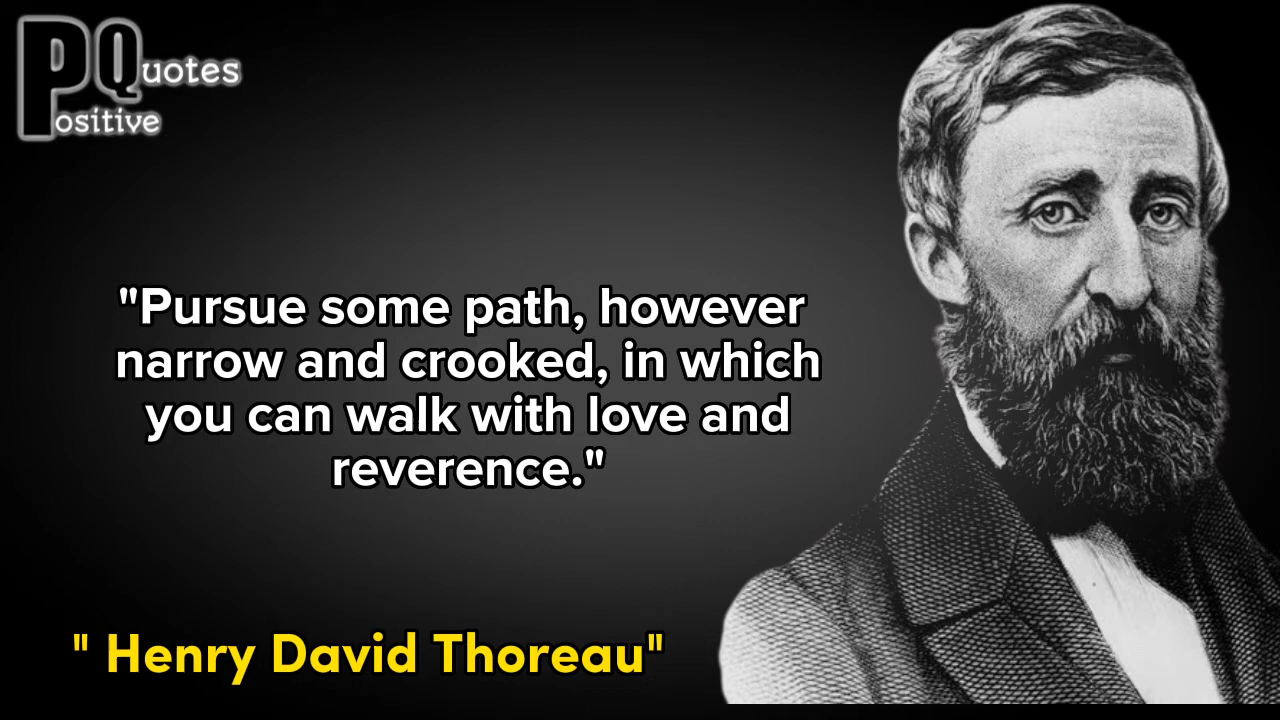 PQuotes
Positive
"Pursue some path, however
narrow and crooked, in which
you can walk with love and
reverence."
" Henry David Thoreau"